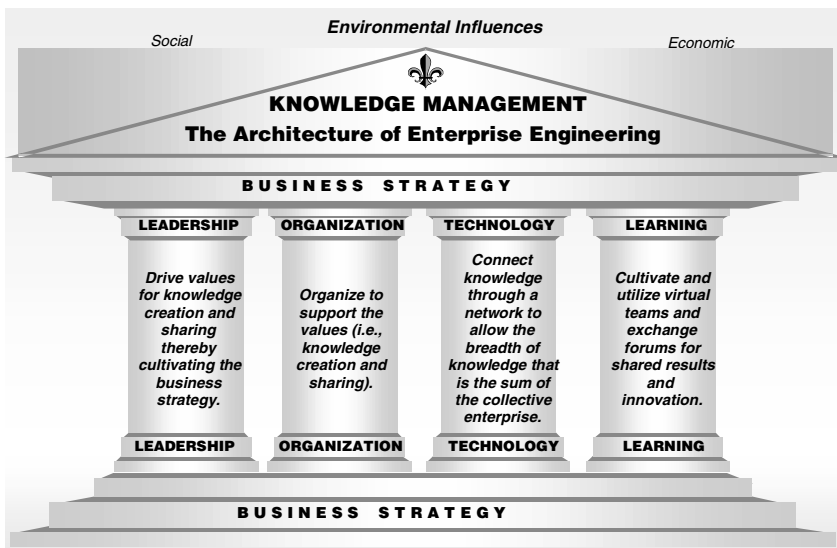 Environmental Influences
Social
Economic
KNOWLEDGE MANAGEMENT
The Architecture of Enterprise Engineering
BUSINESS STRATEGY
LEADERSHIP
Drive values
for knowledge
creation and
sharing
thereby
cultivating the
business
strategy.
LEADERSHIP
ORGANIZATION
Organize to
support the
values (i.e.,
knowledge
creation and
sharing).
ORGANIZATION
TECHNOLOGY
Connect
knowledge
through a
network to
allow the
breadth of
knowledge that
is the sum of
the collective
enterprise.
TECHNOLOGY
LEARNING
Cultivate and
utilize virtual
teams and
exchange
forums for
shared results
and
innovation.
LEARNING
BUSINESS STRATEGY